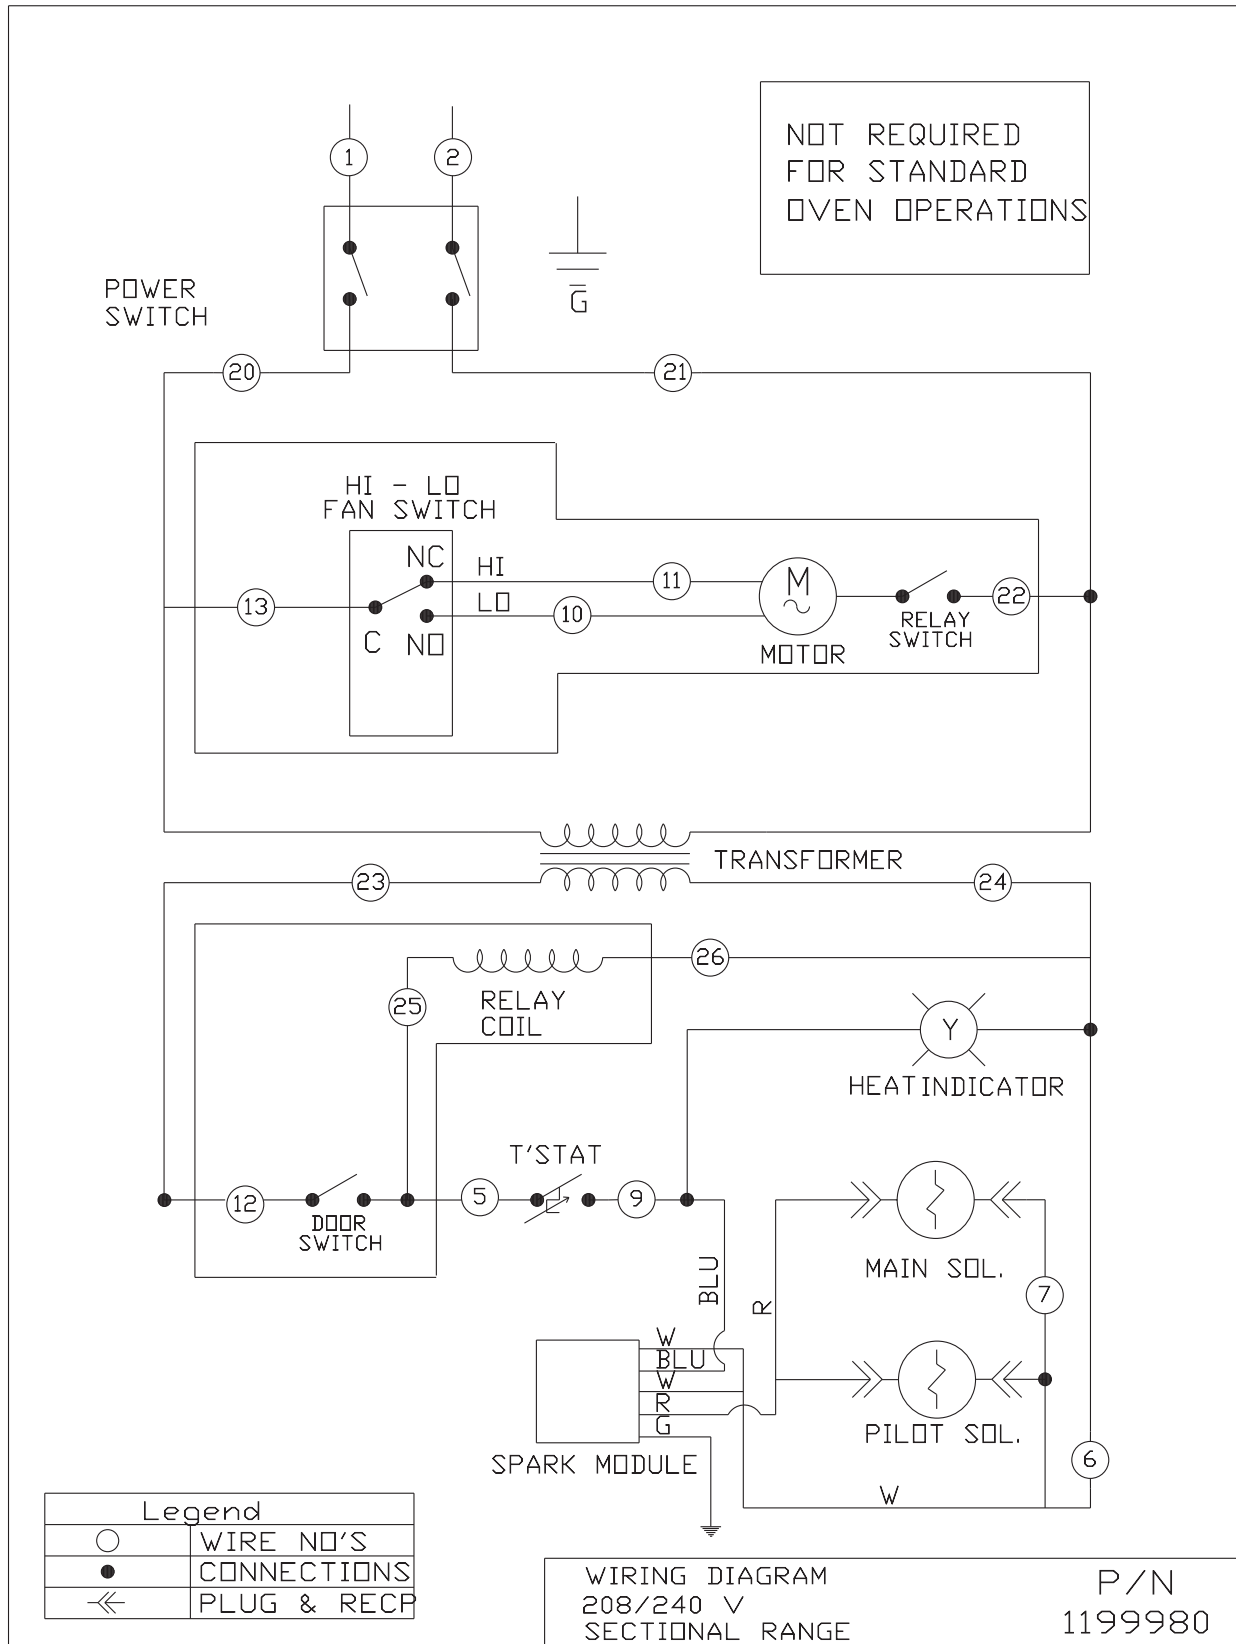 NOT REQUIRED
FOR STANDARD
OVEN OPERATIONS
1
2
G
POWER
SWITCH
20
21
HI - LO
FAN SWITCH
NC
HI
11
M
13
LO
10
22
C
NO
RELAY
SWITCH
MOTOR
TRANSFORMER
23
24
26
25
RELAY
COIL
Y
HEAT INDICATOR
T'STAT
12
5
9
DOOR
SWITCH
MAIN SOL.
BLU
R
7
W
BLU
W
R
G
PILOT SOL.
SPARK MODULE
6
W
Legend
WIRE NO'S
CONNECTIONS
PLUG & RECP
WIRING DIAGRAM
208/240 V
SECTIONAL RANGE
P/N
1199980